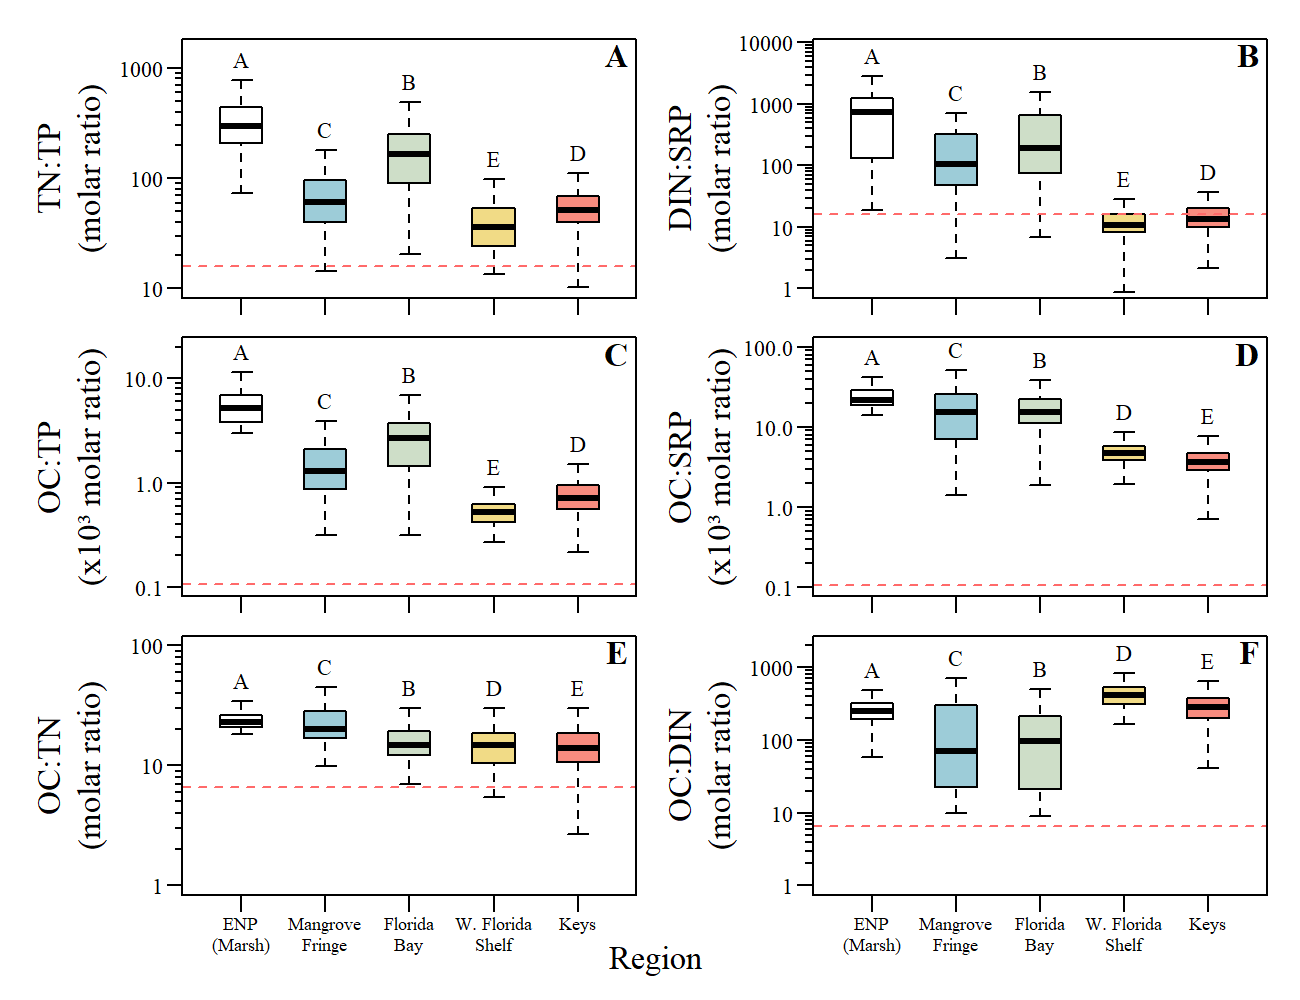 A
TN:TP
(molar ratio)
1000
100
10
A
C
B
E
D
B
DIN:SRP
(molar ratio)
10000
1000
100
10
1
A
C
B
E
D
C
OC:TP
(x10³ molar ratio)
10.0
1.0
0.1
A
C
B
E
D
D
OC:SRP
(x10³ molar ratio)
100.0
10.0
1.0
0.1
A
C
B
D
E
E
OC:TN
(molar ratio)
100
10
1
A
C
B
D
E
ENP
(Marsh)
Mangrove
Fringe
Florida
Bay
W. Florida
Shelf
Keys
F
OC:DIN
(molar ratio)
1000
100
10
1
A
C
B
D
E
ENP
(Marsh)
Mangrove
Fringe
Florida
Bay
W. Florida
Shelf
Keys
Region